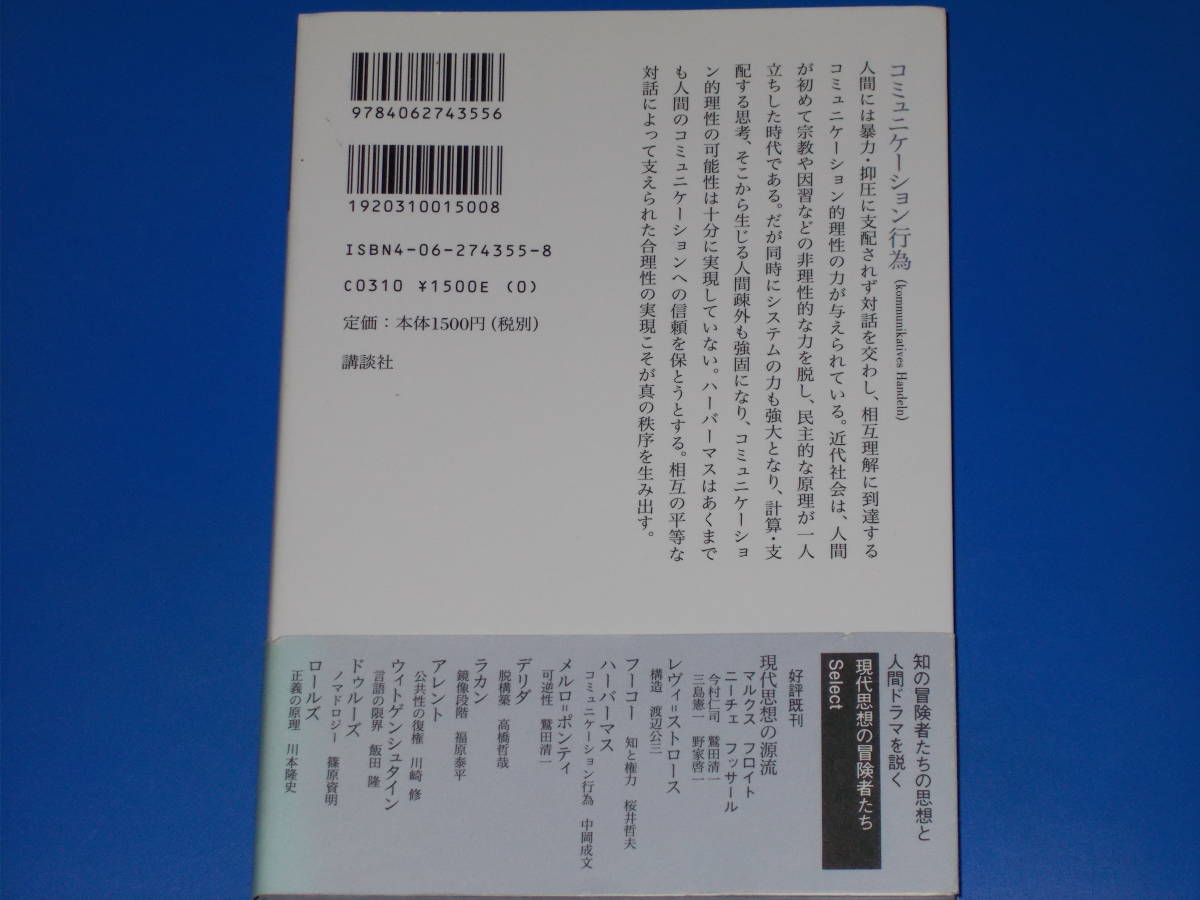 コミュニケーション行為 (kommunikatives Handeln)
人間には暴力・抑圧に支配されず対話を交わし、相互理解に到達する
コミュニケーション的理性の力が与えられている。近代社会は、人間
が初めて宗教や因習などの非理性的な力を脱し、民主的な原理が一人
立ちした時代である。だが同時にシステムの力も強大となり、計算・支
配する思考、そこから生じる人間疎外も強固になり、コミュニケーショ
ン的理性の可能性は十分に実現していない。ハーバーマスはあくまで
も人間のコミュニケーションへの信頼を保とうとする。相互の平等な
対話によって支えられた合理性の実現こそが真の秩序を生み出す。
9784062743556
1920310015008
ISBN4-06-274355-8
C0310 ¥1500E (0)
定価：本体1500円（税別）
講談社
知の冒険者たちの思想と
人間ドラマを説く
現代思想の冒険者たち
Select
好評既刊
現代思想の源流
マルクス フロイト
ニーチェ フッサール
今村仁司 鷲田清一
三島憲一 野家啓一
レヴィ＝ストロース
構造 渡辺公三
フーコー 知と権力 桜井哲夫
ハーバーマス
コミュニケーション行為 中岡成文
メルロ＝ポンティ
可逆性 鷲田清一
デリダ
脱構築 高橋哲哉
ラカン
鏡像段階 福原泰平
アレント
公共性の復権 川崎 修
ウィトゲンシュタイン
言語の限界 飯田 隆
ドゥルーズ
ノマドロジー 篠原資明
ロールズ
正義の原理 川本隆史